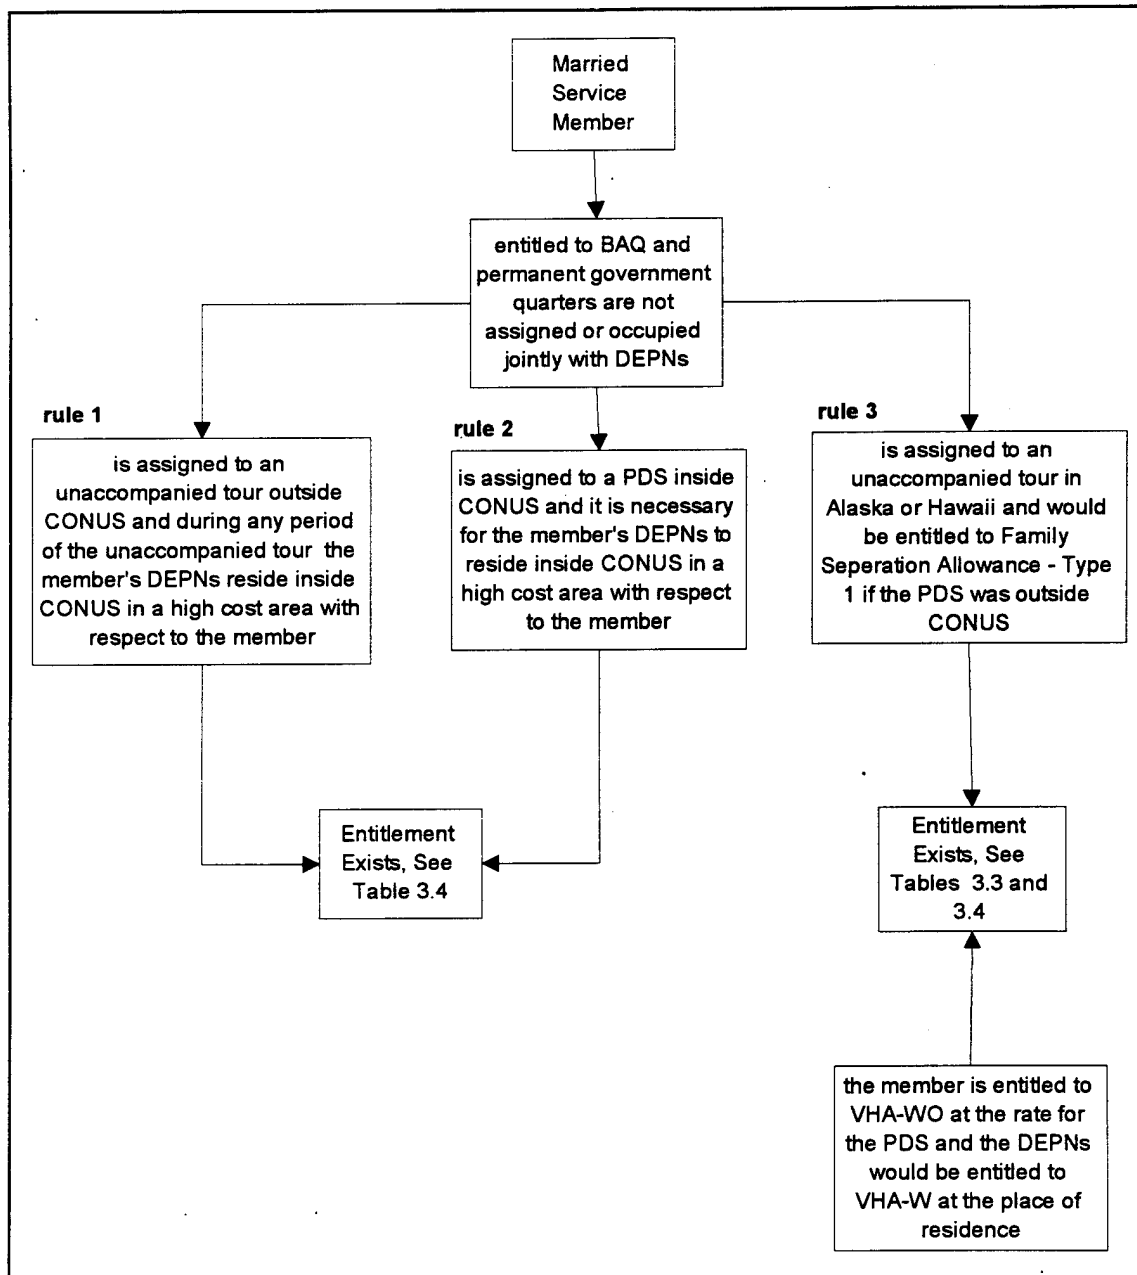 Married
Service
Member
entitled to BAQ and
permanent government
quarters are not
assigned or occupied
jointly with DEPNs
rule 1
is assigned to an
unaccompanied tour outside
CONUS and during any period
of the unaccompanied tour the
member's DEPNs reside inside
CONUS in a high cost area with
respect to the member
rule 2
is assigned to a PDS inside
CONUS and it is necessary
for the member's DEPNs to
reside inside CONUS in a
high cost area with respect
to the member
rule 3
is assigned to an
unaccompanied tour in
Alaska or Hawaii and would
be entitled to Family
Seperation Allowance - Type
1 if the PDS was outside
CONUS
Entitlement
Exists, See
Table 3.4
Entitlement
Exists, See
Tables 3.3 and
3.4
the member is entitled to
VHA-WO at the rate for
the PDS and the DEPNs
would be entitled to
VHA-W at the place of
residence